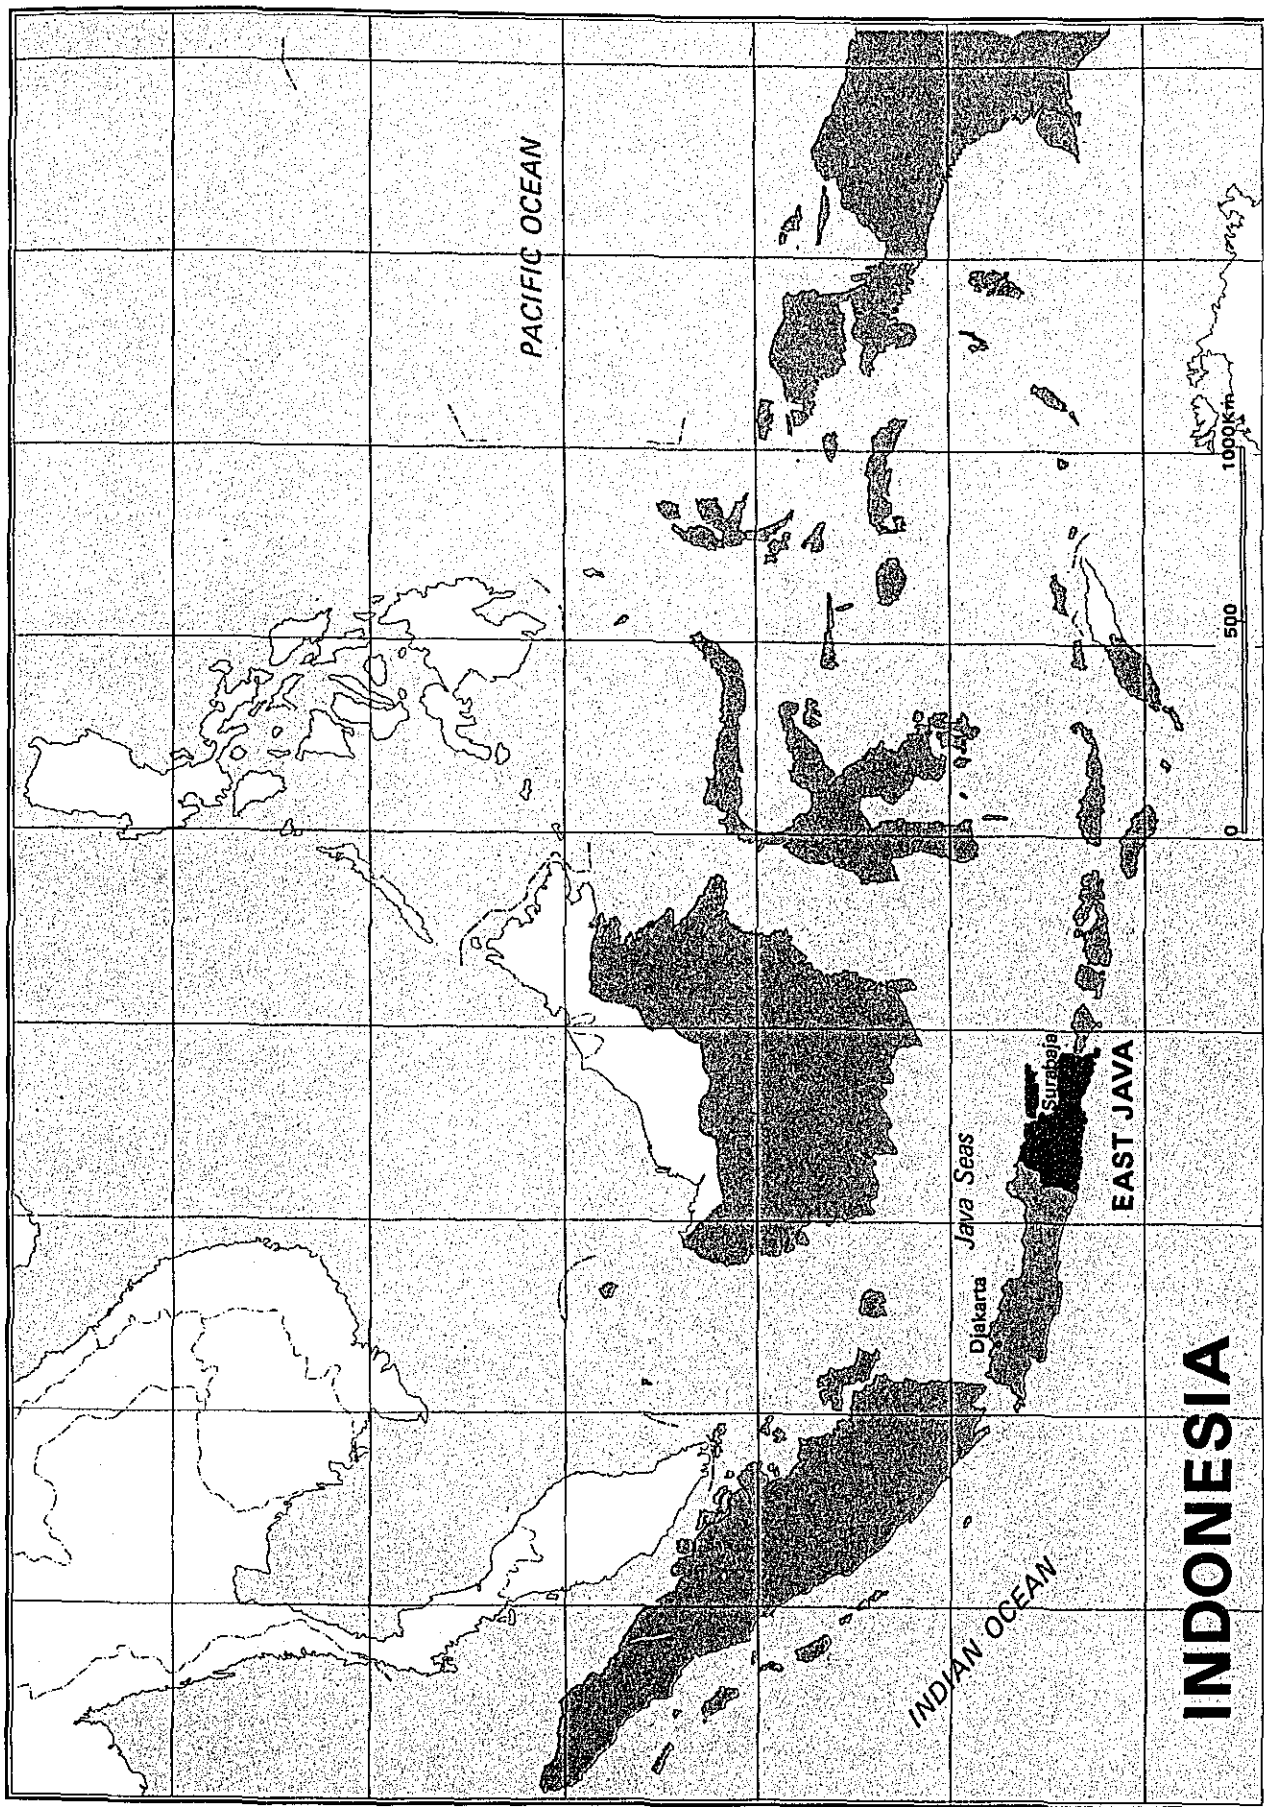 PACIFIC OCEAN
Java Seas
Djakarta
Surabaja
EAST JAVA
INDIAN OCEAN
0 500 1000Km
INDONESIA